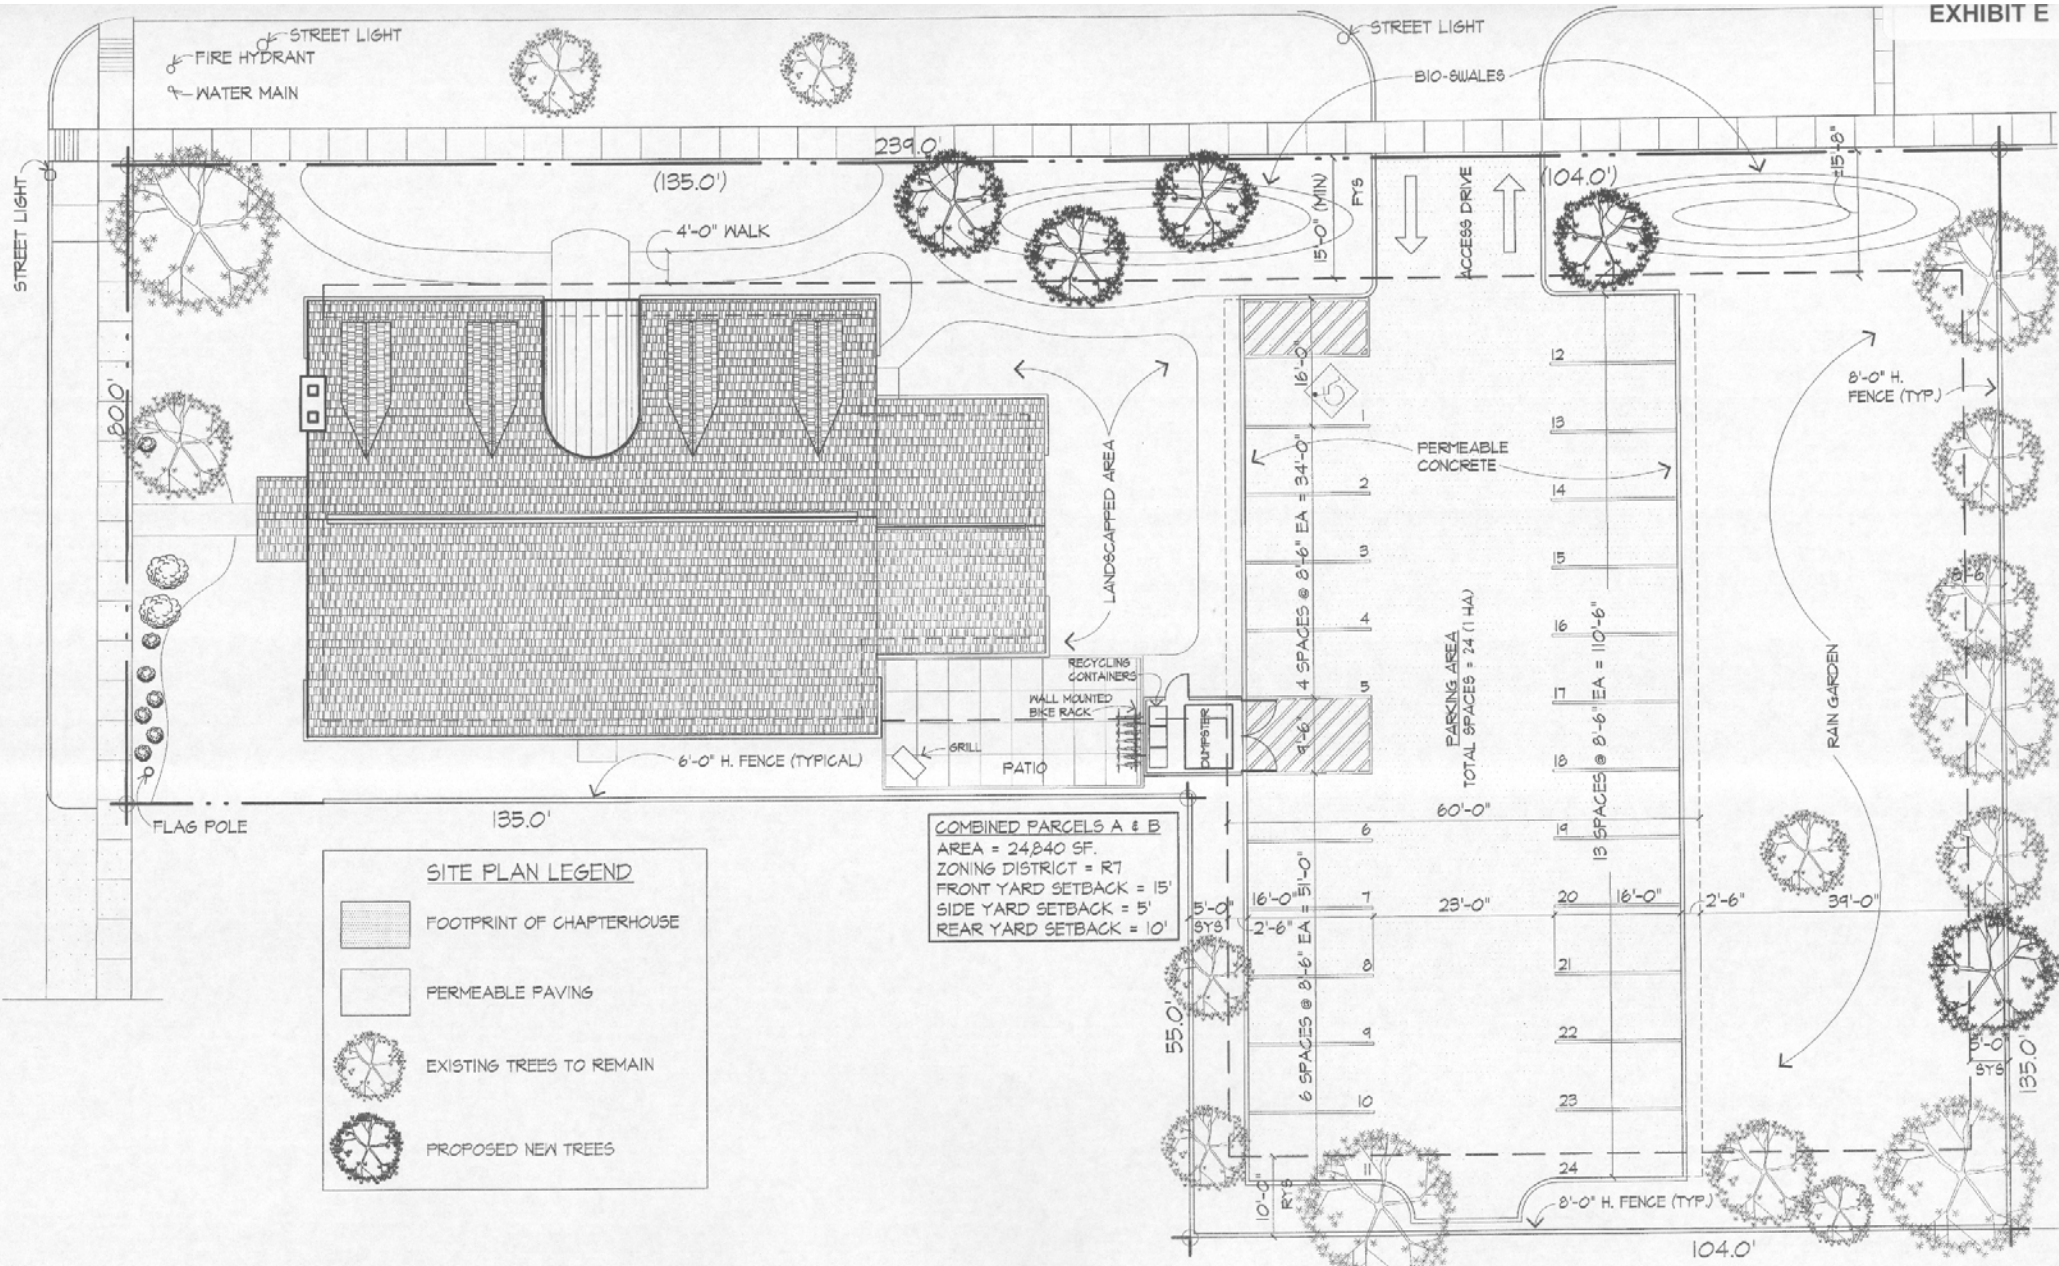 EXHIBIT E
STREET LIGHT
FIRE HYDRANT
WATER MAIN
STREET LIGHT
BIO-SWALES
STREET LIGHT
239.0'
(135.0')
(104.0')
15'-0" (MIN)
FYS
ACCESS DRIVE
±15'-8"
4'-0" WALK
80.0'
8'-0" H.
FENCE (TYP.)
16'-0"
1
2
3
4
5
6
7
8
9
10
11
12
13
14
15
16
17
18
19
20
21
22
23
24
PERMEABLE
CONCRETE
LANDSCAPPED AREA
4 SPACES @ 8'-6" EA = 34'-0"
9'-6"
6 SPACES @ 8'-6" EA = 51'-0"
PARKING AREA
TOTAL SPACES = 24 (1 HA)
13 SPACES @ 8'-6" EA = 110'-6"
RAIN GARDEN
RECYCLING
CONTAINERS
WALL MOUNTED
BIKE RACK
DUMPSTER
GRILL
PATIO
6'-0" H. FENCE (TYPICAL)
FLAG POLE
135.0'
60'-0"
COMBINED PARCELS A & B
AREA = 24,840 SF.
ZONING DISTRICT = R7
FRONT YARD SETBACK = 15'
SIDE YARD SETBACK = 5'
REAR YARD SETBACK = 10'
5'-0"
SYS
16'-0"
2'-6"
23'-0"
16'-0"
2'-6"
39'-0"
SITE PLAN LEGEND
FOOTPRINT OF CHAPTERHOUSE
PERMEABLE PAVING
EXISTING TREES TO REMAIN
PROPOSED NEW TREES
55.0'
5'-0"
SYS
135.0'
10'-0"
RYS
8'-0" H. FENCE (TYP.)
104.0'